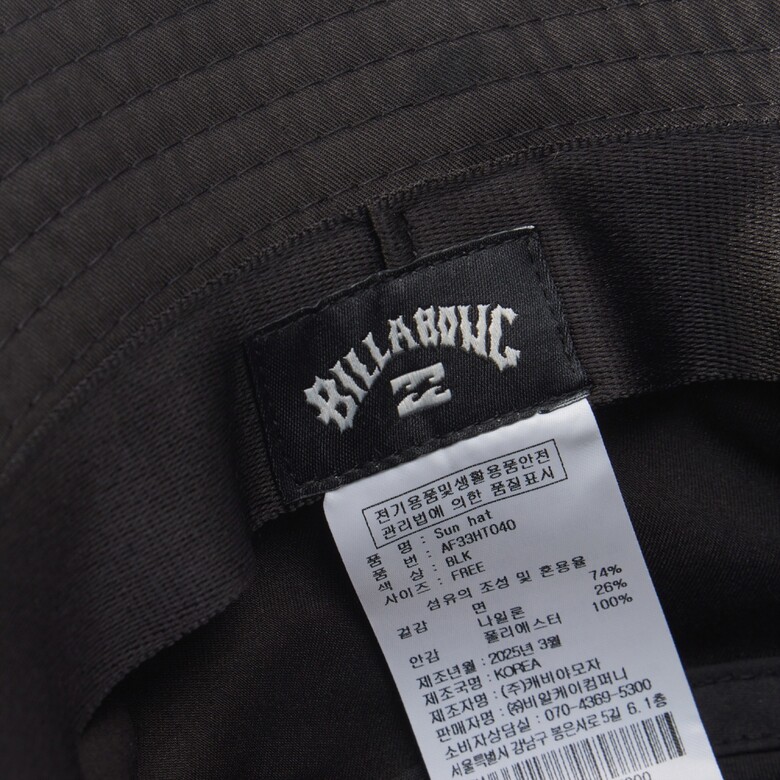 BILLABONG
전기용품및생활용품안전
관리법에 의한 품질표시
품 명 : Sun hat
품 번 : AF33HT040
색 상 : BLK
사이즈 : FREE
섬유의 조성 및 혼용율
겉감 면 74%
나일론 26%
안감 폴리에스터 100%
제조년월 : 2025년 3월
제조국명 : KOREA
제조자명 : (주)캐비아모자
판매자명 : ㈜비일케이컴퍼니
소비자상담실 : 070-4369-5300
서울특별시 강남구 봉은사로5길 6. 1층